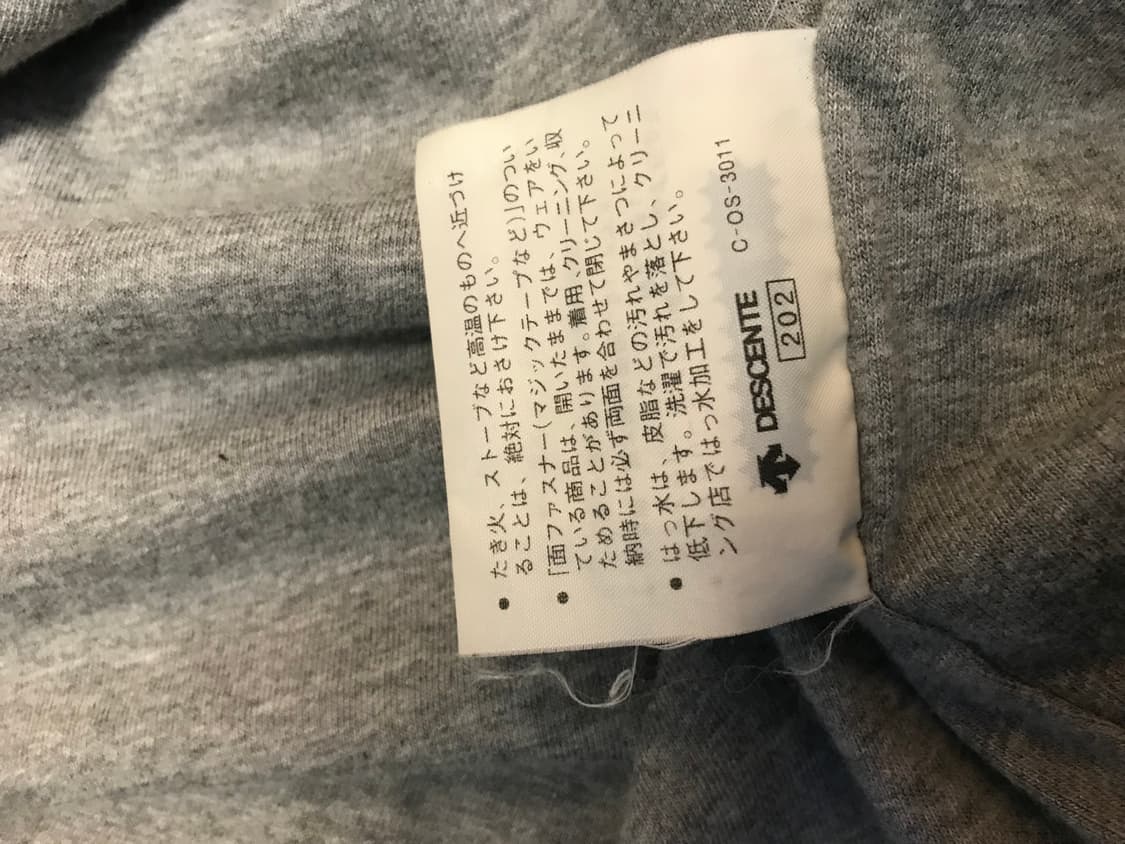 ● たき火、ストーブなど高温のものへ近づけ
ることは、絶対におさけ下さい。
● 「面ファスナー(マジックテープなど)」のつい
ている商品は、開いたままでは、ウェアをい
ためることがあります。着用、クリーニング、収
納時には必ず両面を合わせて閉じて下さい。
● はっ水は、皮脂などの汚れやまさつによって
低下します。洗濯で汚れを落とし、クリーニ
ング店ではっ水加工をして下さい。
DESCENTE C-OS-3011
202